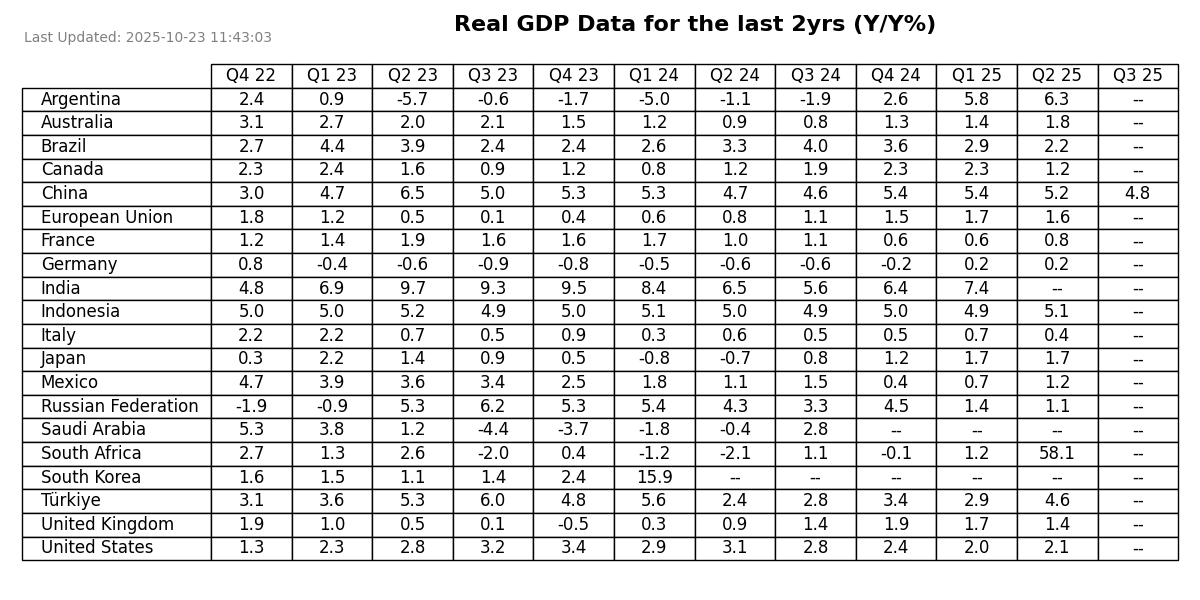 Real GDP Data for the last 2yrs (Y/Y%)
Last Updated: 2025-10-23 11:43:03
Q4 22 Q1 23 Q2 23 Q3 23 Q4 23 Q1 24 Q2 24 Q3 24 Q4 24 Q1 25 Q2 25 Q3 25
Argentina 2.4 0.9 -5.7 -0.6 -1.7 -5.0 -1.1 -1.9 2.6 5.8 6.3 --
Australia 3.1 2.7 2.0 2.1 1.5 1.2 0.9 0.8 1.3 1.4 1.8 --
Brazil 2.7 4.4 3.9 2.4 2.4 2.6 3.3 4.0 3.6 2.9 2.2 --
Canada 2.3 2.4 1.6 0.9 1.2 0.8 1.2 1.9 2.3 2.3 1.2 --
China 3.0 4.7 6.5 5.0 5.3 5.3 4.7 4.6 5.4 5.4 5.2 4.8
European Union 1.8 1.2 0.5 0.1 0.4 0.6 0.8 1.1 1.5 1.7 1.6 --
France 1.2 1.4 1.9 1.6 1.6 1.7 1.0 1.1 0.6 0.6 0.8 --
Germany 0.8 -0.4 -0.6 -0.9 -0.8 -0.5 -0.6 -0.6 -0.2 0.2 0.2 --
India 4.8 6.9 9.7 9.3 9.5 8.4 6.5 5.6 6.4 7.4 -- --
Indonesia 5.0 5.0 5.2 4.9 5.0 5.1 5.0 4.9 5.0 4.9 5.1 --
Italy 2.2 2.2 0.7 0.5 0.9 0.3 0.6 0.5 0.5 0.7 0.4 --
Japan 0.3 2.2 1.4 0.9 0.5 -0.8 -0.7 0.8 1.2 1.7 1.7 --
Mexico 4.7 3.9 3.6 3.4 2.5 1.8 1.1 1.5 0.4 0.7 1.2 --
Russian Federation -1.9 -0.9 5.3 6.2 5.3 5.4 4.3 3.3 4.5 1.4 1.1 --
Saudi Arabia 5.3 3.8 1.2 -4.4 -3.7 -1.8 -0.4 2.8 -- -- -- --
South Africa 2.7 1.3 2.6 -2.0 0.4 -1.2 -2.1 1.1 -0.1 1.2 58.1 --
South Korea 1.6 1.5 1.1 1.4 2.4 15.9 -- -- -- -- -- --
Türkiye 3.1 3.6 5.3 6.0 4.8 5.6 2.4 2.8 3.4 2.9 4.6 --
United Kingdom 1.9 1.0 0.5 0.1 -0.5 0.3 0.9 1.4 1.9 1.7 1.4 --
United States 1.3 2.3 2.8 3.2 3.4 2.9 3.1 2.8 2.4 2.0 2.1 --